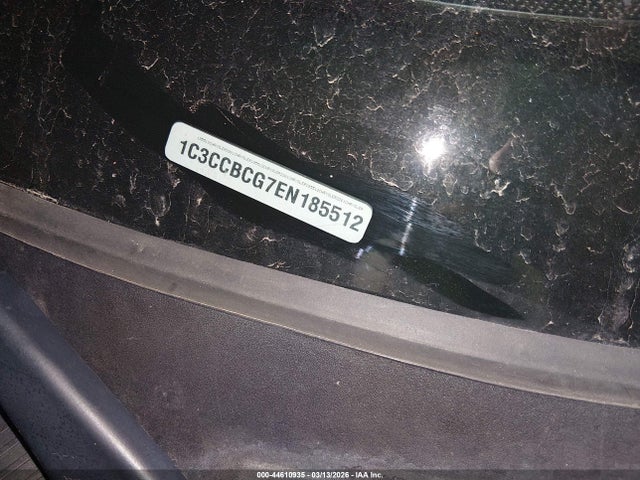 1C3CCBCG7EN185512
000-44610935 - 03/13/2026 - IAA Inc.